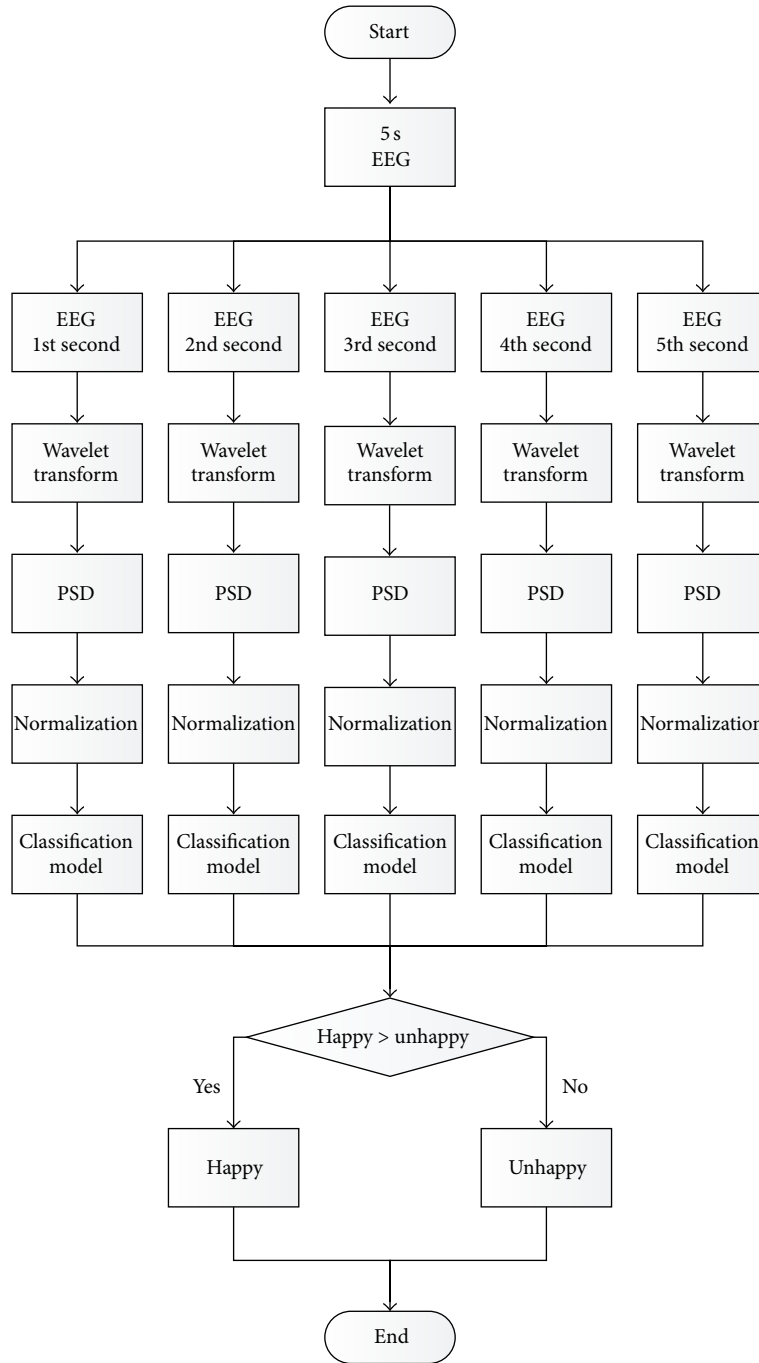 Start
5 s
EEG
EEG
1st second
EEG
2nd second
EEG
3rd second
EEG
4th second
EEG
5th second
Wavelet
transform
Wavelet
transform
Wavelet
transform
Wavelet
transform
Wavelet
transform
PSD
PSD
PSD
PSD
PSD
Normalization
Normalization
Normalization
Normalization
Normalization
Classification
model
Classification
model
Classification
model
Classification
model
Classification
model
Happy > unhappy
Yes
No
Happy
Unhappy
End